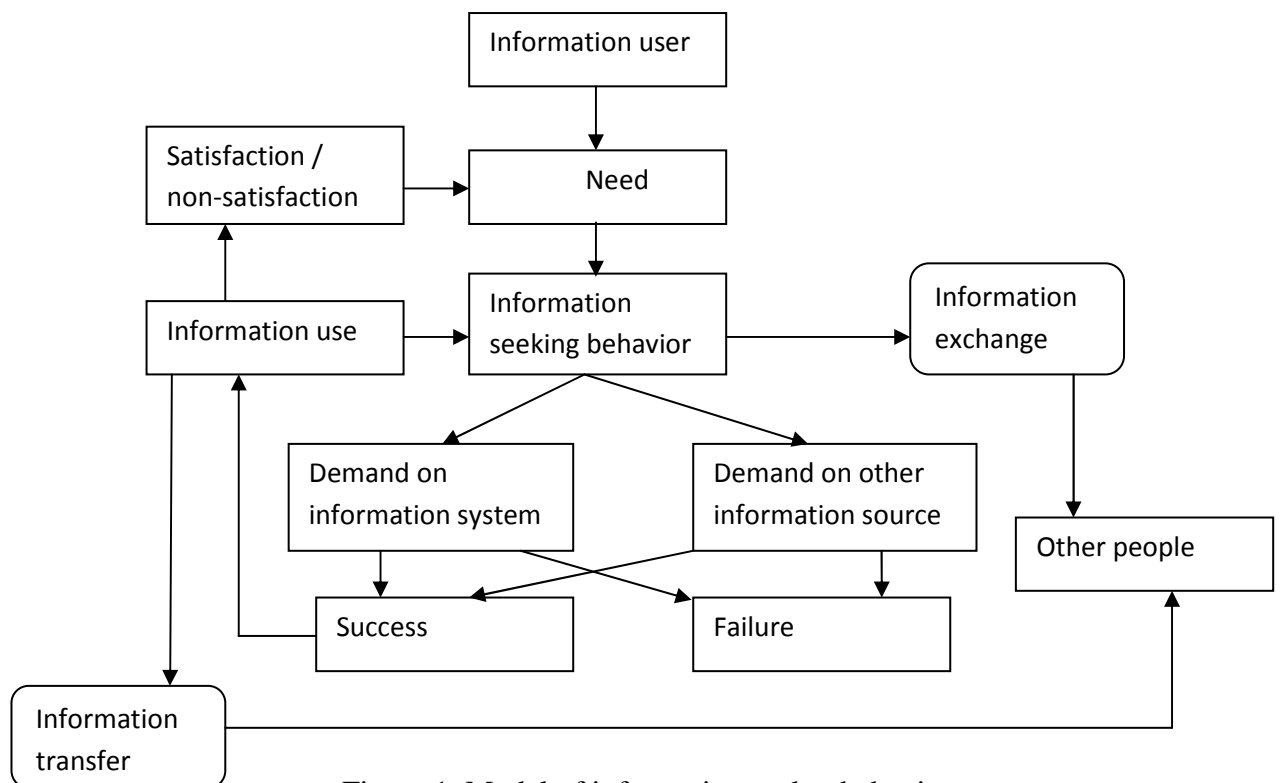 Information user
Satisfaction /
non-satisfaction
Need
Information use
Information
seeking behavior
Information
exchange
Demand on
information system
Demand on other
information source
Other people
Success
Failure
Information
transfer